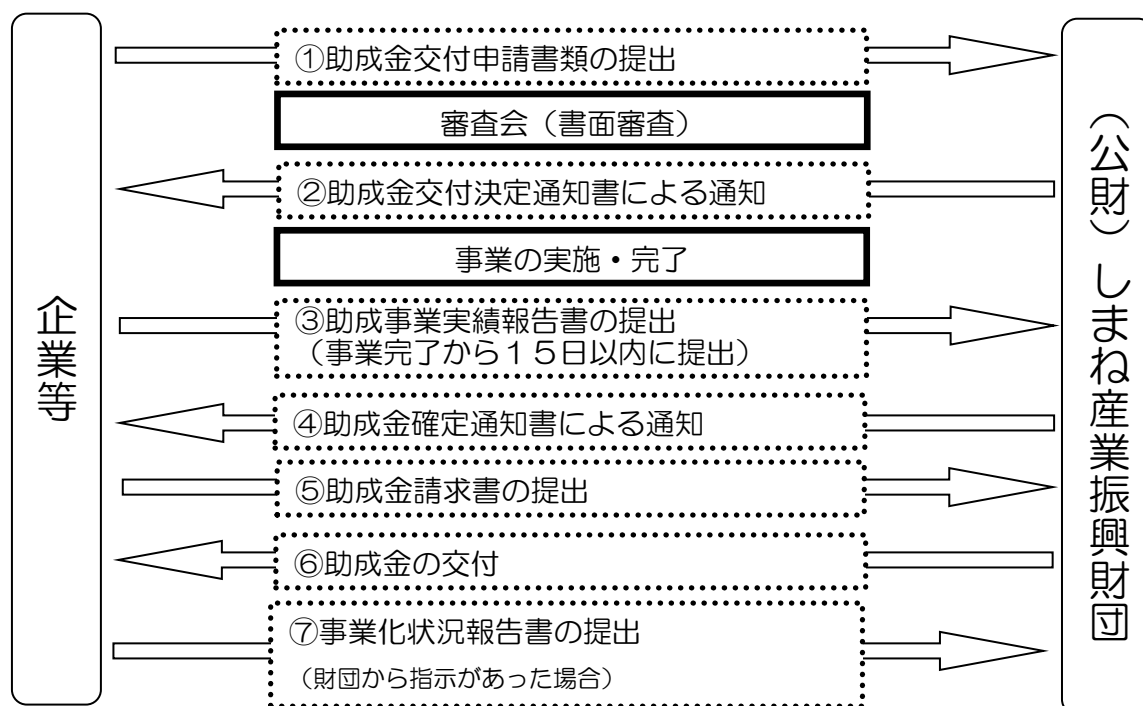 ①助成金交付申請書類の提出
審査会（書面審査）
②助成金交付決定通知書による通知
事業の実施・完了
③助成事業実績報告書の提出
（事業完了から１５日以内に提出）
④助成金確定通知書による通知
⑤助成金請求書の提出
⑥助成金の交付
⑦事業化状況報告書の提出
（財団から指示があった場合）
企業等
（公財）しまね産業振興財団